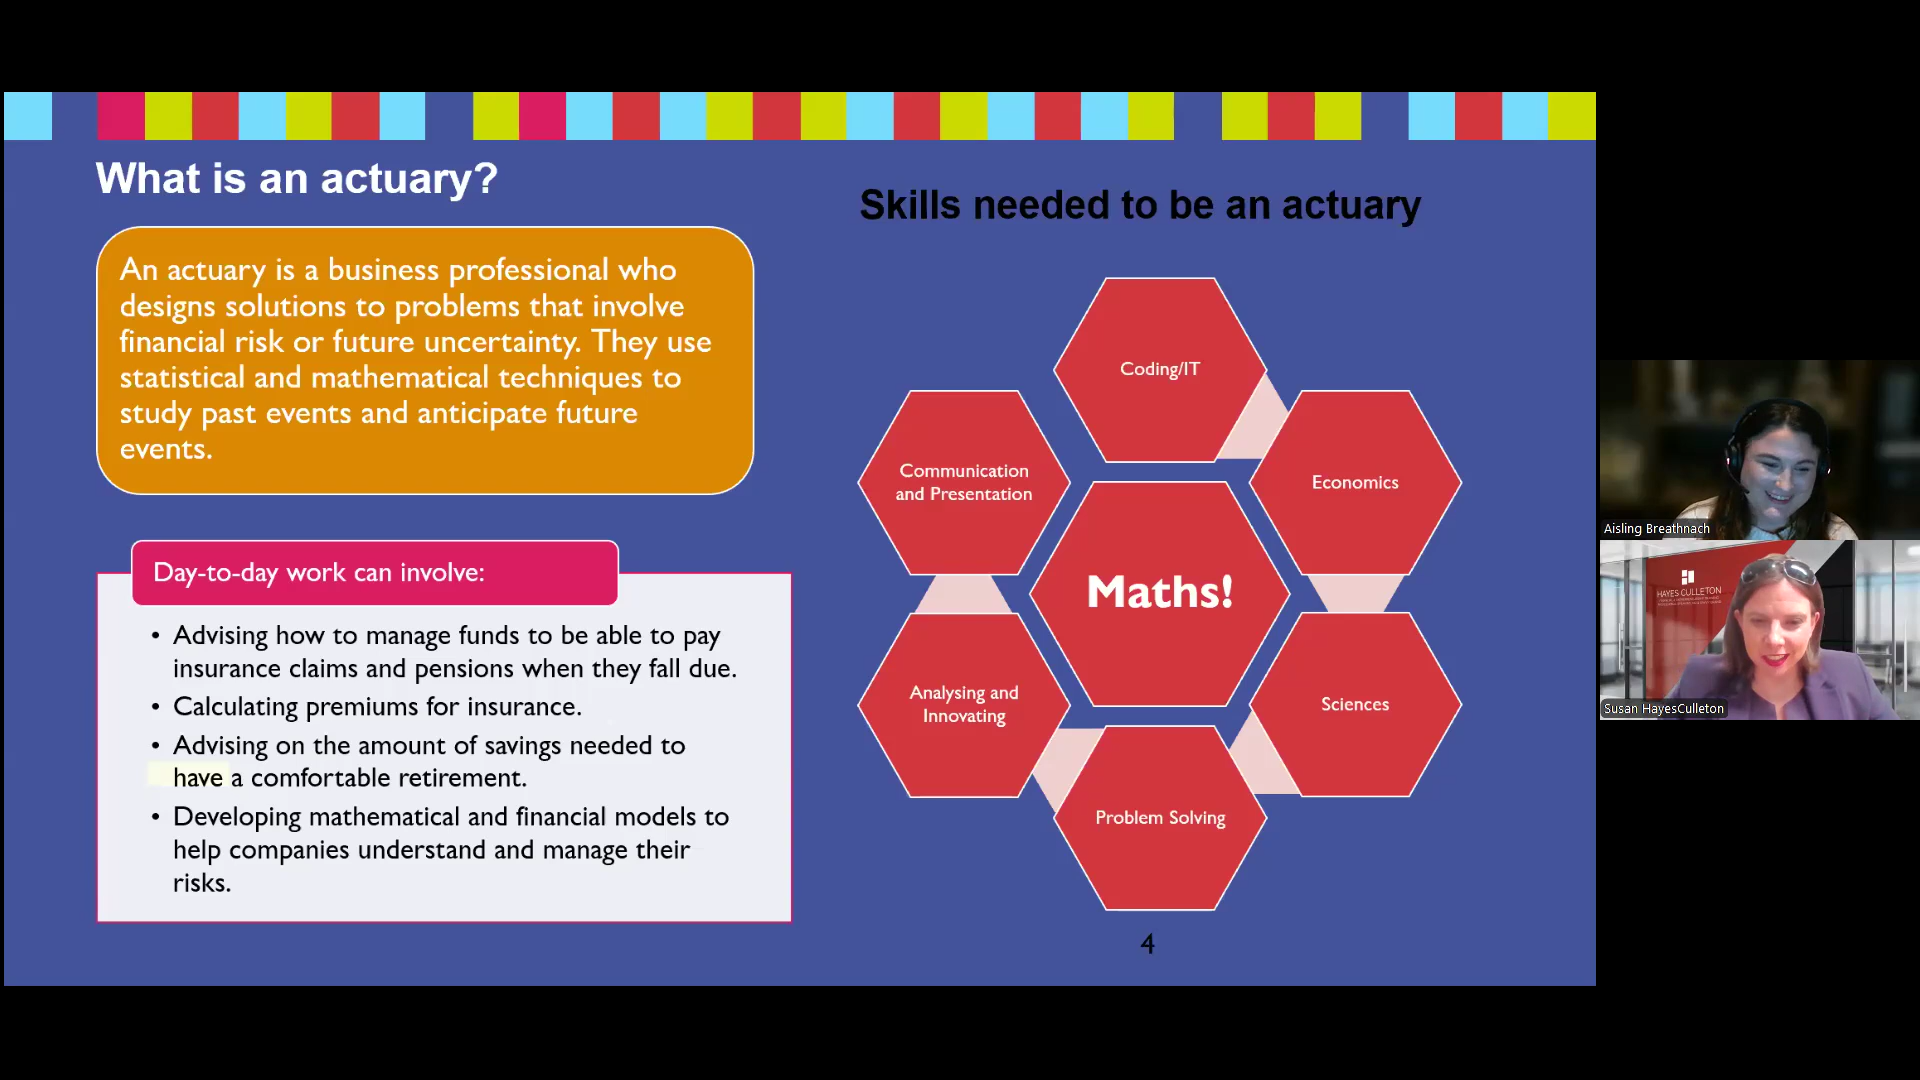 What is an actuary?
An actuary is a business professional who
designs solutions to problems that involve
financial risk or future uncertainty. They use
statistical and mathematical techniques to
study past events and anticipate future
events.
Day-to-day work can involve:
• Advising how to manage funds to be able to pay
insurance claims and pensions when they fall due.
• Calculating premiums for insurance.
• Advising on the amount of savings needed to
have a comfortable retirement.
• Developing mathematical and financial models to
help companies understand and manage their
risks.
Skills needed to be an actuary
Coding/IT
Economics
Sciences
Problem Solving
Analysing and
Innovating
Communication
and Presentation
Maths!
4
Aisling Breathnach
HAYES CULLETON
Susan HayesCulleton